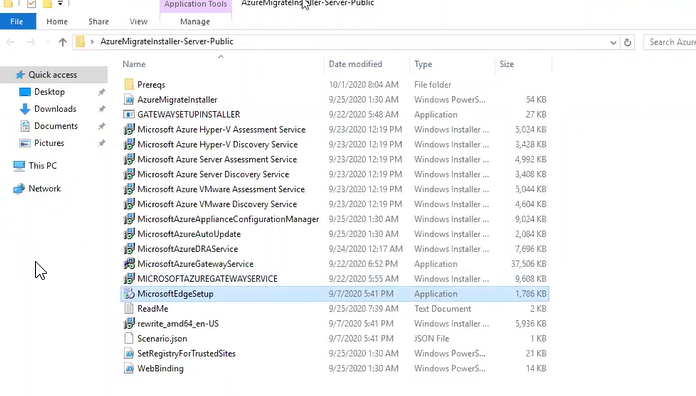 Application Tools
AzureMigrateInstaller-Server-Public
File Home Share View Manage
AzureMigrateInstaller-Server-Public
Search Azure
Name Date modified Type Size
Quick access
Desktop
Downloads
Documents
Pictures
This PC
Network
Prereqs 10/1/2020 8:04 AM File folder
AzureMigrateInstaller 9/25/2020 1:30 AM Windows PowerS... 54 KB
GATEWAYSETUPINSTALLER 9/22/2020 5:48 AM Application 27 KB
Microsoft Azure Hyper-V Assessment Service 9/23/2020 12:19 PM Windows Installer ... 5,024 KB
Microsoft Azure Hyper-V Discovery Service 9/23/2020 12:19 PM Windows Installer ... 3,428 KB
Microsoft Azure Server Assessment Service 9/23/2020 12:19 PM Windows Installer ... 4,992 KB
Microsoft Azure Server Discovery Service 9/23/2020 12:19 PM Windows Installer ... 3,408 KB
Microsoft Azure VMware Assessment Service 9/23/2020 12:19 PM Windows Installer ... 5,044 KB
Microsoft Azure VMware Discovery Service 9/23/2020 12:19 PM Windows Installer ... 4,604 KB
MicrosoftAzureApplianceConfigurationManager 9/25/2020 1:30 AM Windows Installer ... 9,024 KB
MicrosoftAzureAutoUpdate 9/25/2020 1:30 AM Windows Installer ... 2,084 KB
MicrosoftAzureDRAService 9/24/2020 12:17 AM Windows Installer ... 7,696 KB
MicrosoftAzureGatewayService 9/22/2020 6:52 PM Application 37,506 KB
MICROSOFTAZUREGATEWAYSERVICE 9/22/2020 5:55 AM Windows Installer ... 9,608 KB
MicrosoftEdgeSetup 9/7/2020 5:41 PM Application 1,786 KB
ReadMe 9/25/2020 7:39 AM Text Document 2 KB
rewrite_amd64_en-US 9/7/2020 5:41 PM Windows Installer ... 5,936 KB
Scenario.json 9/7/2020 5:41 PM JSON File 1 KB
SetRegistryForTrustedSites 9/25/2020 1:30 AM Windows PowerS... 21 KB
WebBinding 9/25/2020 1:30 AM Windows PowerS... 14 KB